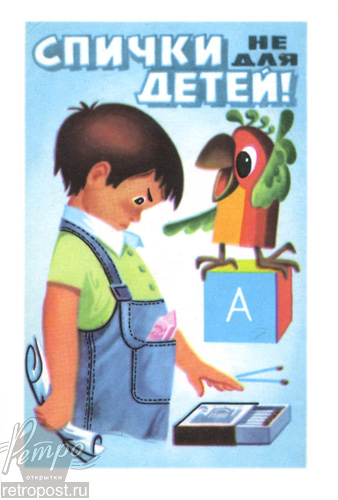 СПИЧКИ НЕ ДЛЯ
ДЕТЕЙ!
А
Ретро
открытки
retropost.ru